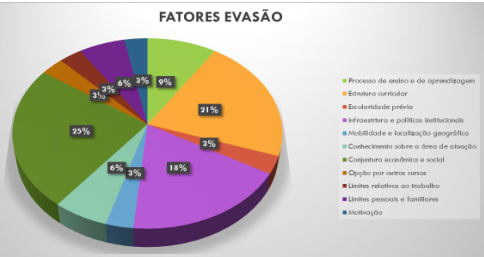 FATORES EVASÃO
3%
9%
6%
3%
3%
21%
25%
3%
6%
18%
3%
Processo de ensino e de aprendizagem
Estrutura curricular
Escolaridade prévia
Infraestrutura e políticas institucionais
Mobilidade e localização geográfica
Conhecimento sobre a área de atuação
Conjuntura econômica e social
Opção por outros cursos
Limites relativos ao trabalho
Limites pessoais e familiares
Motivação